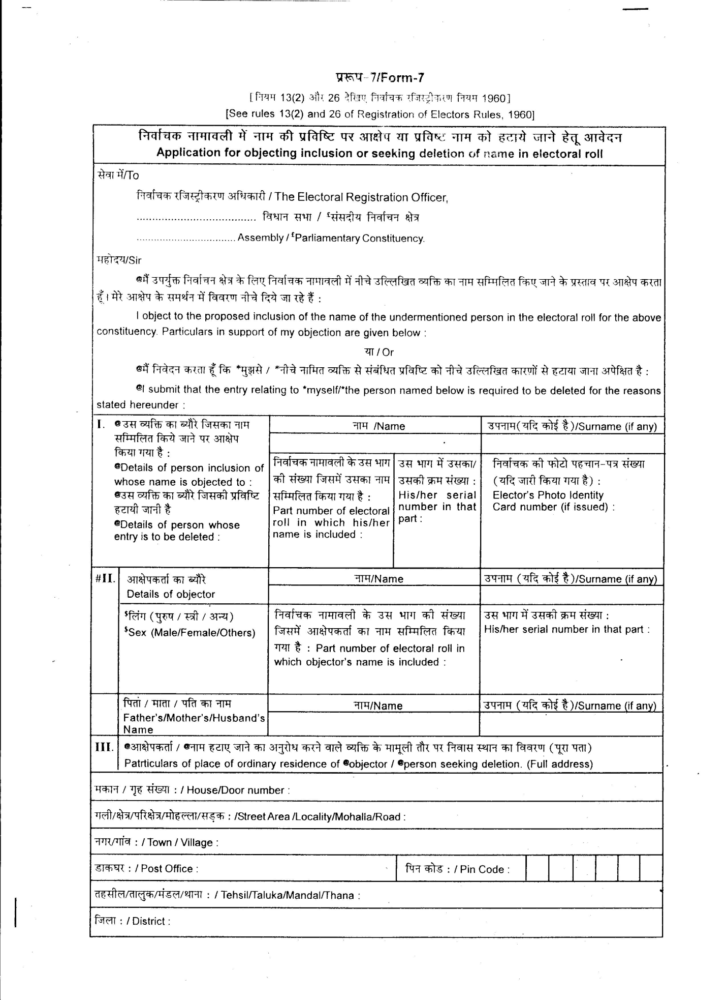 प्ररूप-7/Form-7
[नियम 13(2) और 26 देखिए निर्वाचक रजिस्ट्रीकरण नियम 1960]
[See rules 13(2) and 26 of Registration of Electors Rules, 1960]
निर्वाचक नामावली में नाम की प्रविष्टि पर आक्षेप या प्रविष्ट नाम को हटाये जाने हेतू आवेदन
Application for objecting inclusion or seeking deletion of name in electoral roll
सेवा में/To
निर्वाचक रजिस्ट्रीकरण अधिकारी / The Electoral Registration Officer,
...................................... विधान सभा / £संसदीय निर्वाचन क्षेत्र
................................ Assembly / £Parliamentary Constituency.
महोदय/Sir
@मैं उपर्युक्त निर्वाचन क्षेत्र के लिए निर्वाचक नामावली में नीचे उल्लिखित व्यक्ति का नाम सम्मिलित किए जाने के प्रस्ताव पर आक्षेप करता
हूँ। मेरे आक्षेप के समर्थन में विवरण नीचे दिये जा रहे हैं :
I object to the proposed inclusion of the name of the undermentioned person in the electoral roll for the above
constituency. Particulars in support of my objection are given below :
या / Or
@मैं निवेदन करता हूँ कि *मुझसे / *नीचे नामित व्यक्ति से संबंधित प्रविष्टि को नीचे उल्लिखित कारणों से हटाया जाना अपेक्षित है :
@I submit that the entry relating to *myself/*the person named below is required to be deleted for the reasons
stated hereunder :
I. @उस व्यक्ति का ब्यौरे जिसका नाम
सम्मिलित किये जाने पर आक्षेप
किया गया है :
@Details of person inclusion of
whose name is objected to :
@उस व्यक्ति का ब्यौरे जिसकी प्रविष्टि
हटायी जानी है
@Details of person whose
entry is to be deleted :
नाम /Name
उपनाम(यदि कोई है)/Surname (if any)
निर्वाचक नामावली के उस भाग
की संख्या जिसमें उसका नाम
सम्मिलित किया गया है :
Part number of electoral
roll in which his/her
name is included :
उस भाग में उसका/
उसकी क्रम संख्या :
His/her serial
number in that
part :
निर्वाचक की फोटो पहचान-पत्र संख्या
(यदि जारी किया गया है) :
Elector's Photo Identity
Card number (if issued) :
#II. आक्षेपकर्ता का ब्यौरे
Details of objector
नाम/Name
उपनाम (यदि कोई है)/Surname (if any)
$लिंग (पुरुष / स्त्री / अन्य)
$Sex (Male/Female/Others)
निर्वाचक नामावली के उस भाग की संख्या
जिसमें आक्षेपकर्ता का नाम सम्मिलित किया
गया है : Part number of electoral roll in
which objector's name is included :
उस भाग में उसकी क्रम संख्या :
His/her serial number in that part :
पिता / माता / पति का नाम
Father's/Mother's/Husband's
Name
नाम/Name
उपनाम (यदि कोई है)/Surname (if any)
III. @आक्षेपकर्ता / @नाम हटाए जाने का अनुरोध करने वाले व्यक्ति के मामूली तौर पर निवास स्थान का विवरण (पूरा पता)
Patrticulars of place of ordinary residence of @objector / @person seeking deletion. (Full address)
मकान / गृह संख्या : / House/Door number :
गली/क्षेत्र/परिक्षेत्र/मोहल्ला/सड़क : /Street Area /Locality/Mohalla/Road :
नगर/गांव : / Town / Village :
डाकघर : / Post Office :
पिन कोड : / Pin Code :
तहसील/तालुक/मंडल/थाना : / Tehsil/Taluka/Mandal/Thana :
जिला : / District :